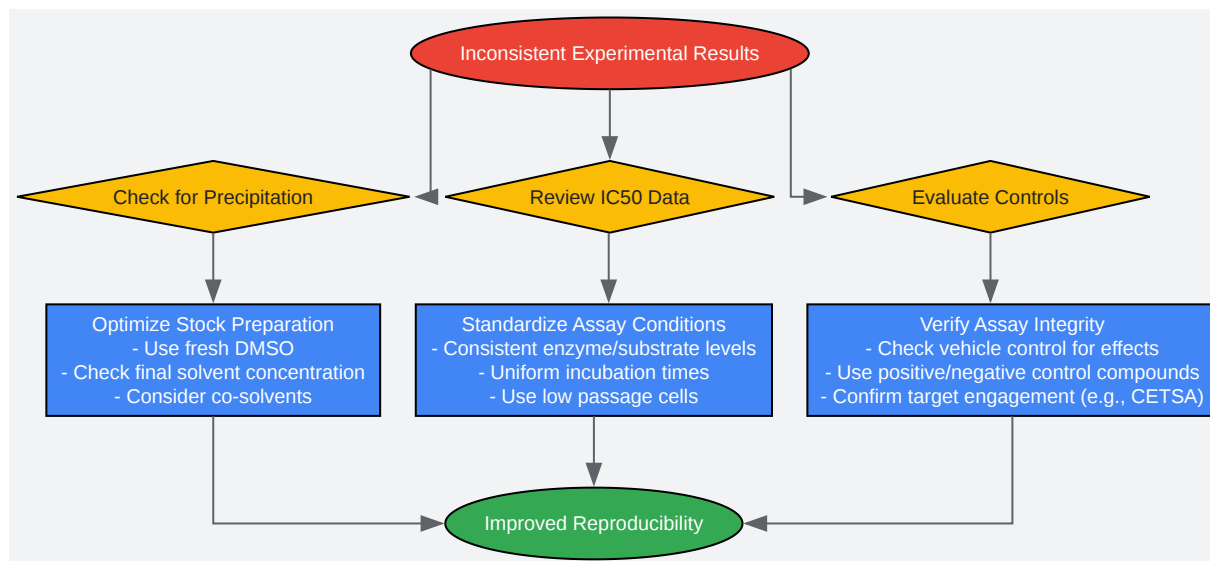 Inconsistent Experimental Results
Check for Precipitation
Review IC50 Data
Evaluate Controls
Optimize Stock Preparation
- Use fresh DMSO
- Check final solvent concentration
- Consider co-solvents
Standardize Assay Conditions
- Consistent enzyme/substrate levels
- Uniform incubation times
- Use low passage cells
Verify Assay Integrity
- Check vehicle control for effects
- Use positive/negative control compounds
- Confirm target engagement (e.g., CETSA)
Improved Reproducibility